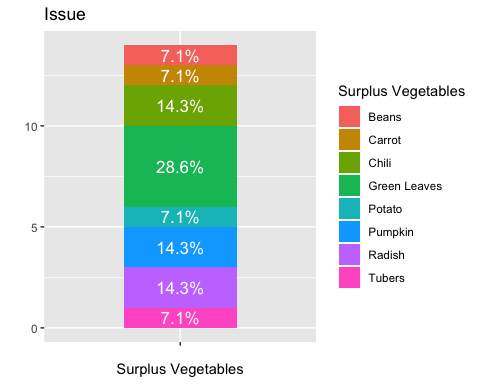 Issue
7.1%
7.1%
14.3%
10
28.6%
7.1%
5
14.3%
14.3%
7.1%
0
Surplus Vegetables
Surplus Vegetables
Beans
Carrot
Chili
Green Leaves
Potato
Pumpkin
Radish
Tubers